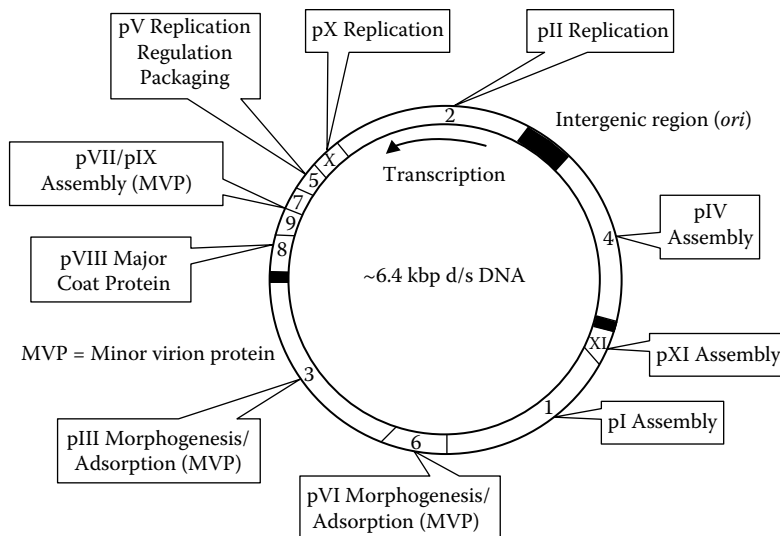 pV Replication
Regulation
Packaging
pX Replication
pII Replication
Intergenic region (ori)
2
X
5
7
9
8
Transcription
pVII/pIX
Assembly (MVP)
pIV
Assembly
4
pVIII Major
Coat Protein
~6.4 kbp d/s DNA
XI
pXI Assembly
MVP = Minor virion protein
3
1
pI Assembly
6
pIII Morphogenesis/
Adsorption (MVP)
pVI Morphogenesis/
Adsorption (MVP)